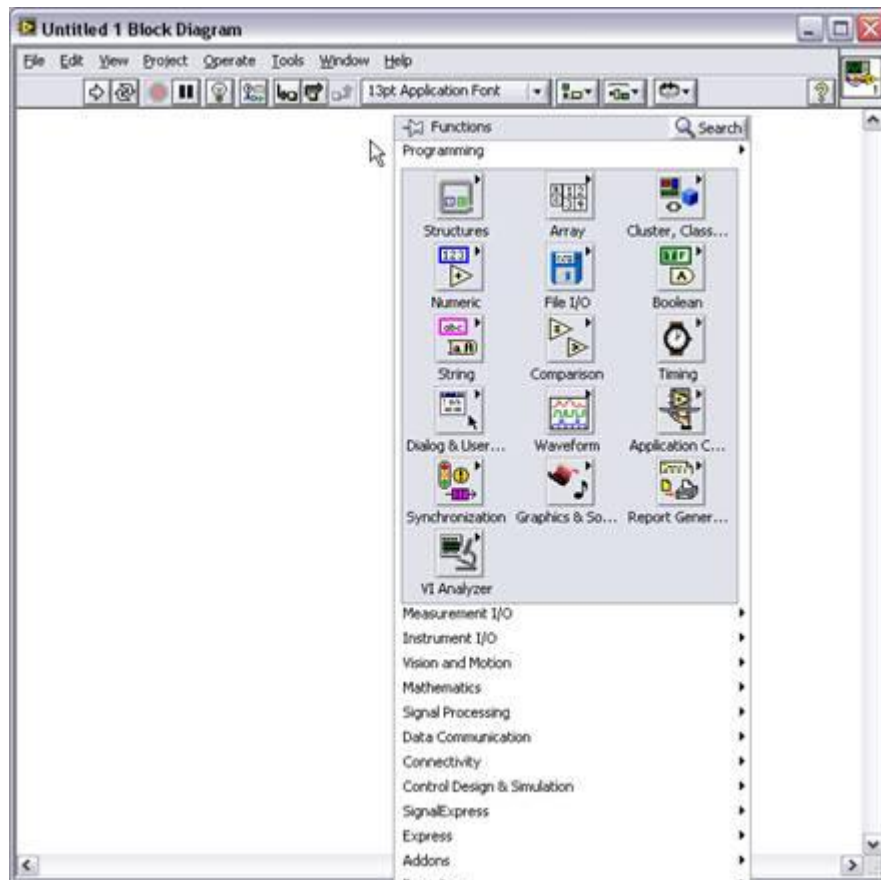 Untitled 1 Block Diagram
File Edit View Project Operate Tools Window Help
13pt Application Font
Functions Search
Programming
Structures Array Cluster, Class...
Numeric File I/O Boolean
String Comparison Timing
Dialog & User... Waveform Application C...
Synchronization Graphics & So... Report Gener...
VI Analyzer
Measurement I/O
Instrument I/O
Vision and Motion
Mathematics
Signal Processing
Data Communication
Connectivity
Control Design & Simulation
SignalExpress
Express
Addons